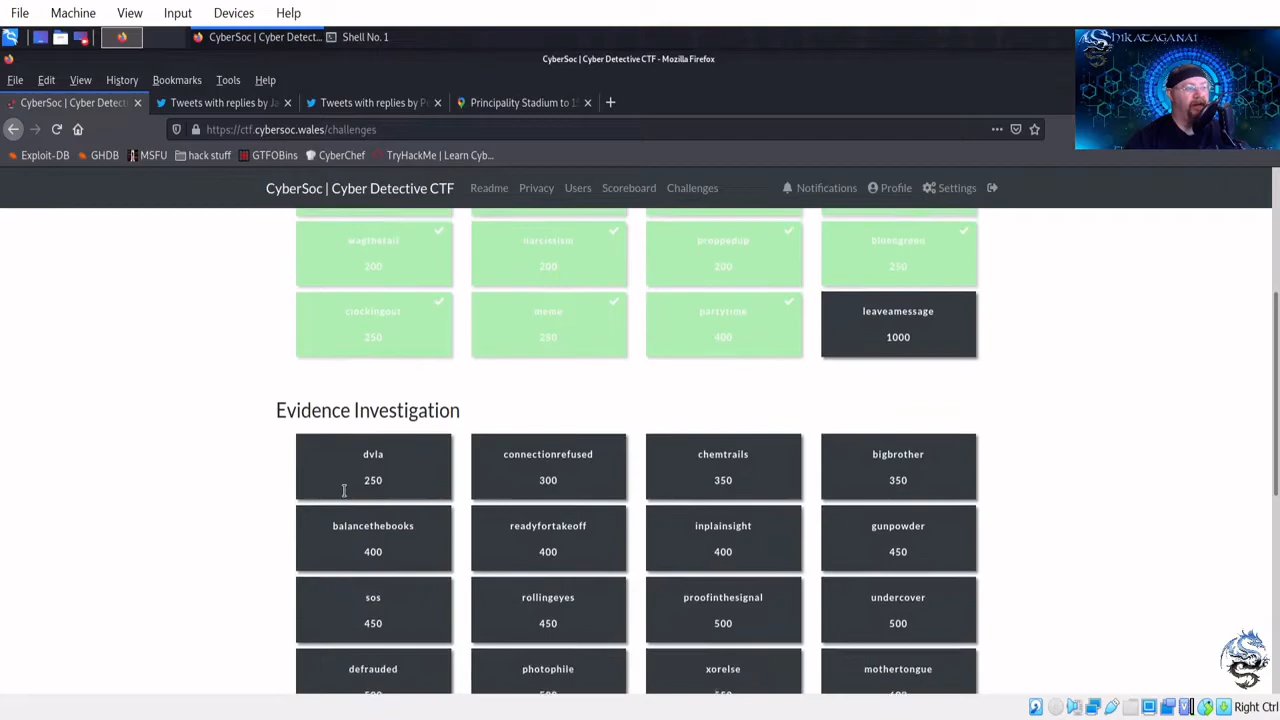 File Machine View Input Devices Help
CyberSoc | Cyber Detect... Shell No. 1
CyberSoc | Cyber Detective CTF - Mozilla Firefox
SHIKATAGANAI
File Edit View History Bookmarks Tools Help
CyberSoc | Cyber Detecti Tweets with replies by Ja Tweets with replies by P Principality Stadium to 1
https://ctf.cybersoc.wales/challenges
Exploit-DB GHDB MSFU hack stuff GTFOBins CyberChef TryHackMe | Learn Cyb...
CyberSoc | Cyber Detective CTF Readme Privacy Users Scoreboard Challenges Notifications Profile Settings
wagthetail narcissism proppedup
200 200 200 250
clockingout meme partytime leaveamessage
250 250 400 1000
Evidence Investigation
dvla connectionrefused chemtrails bigbrother
250 300 350 350
balancethebooks readyfortakeoff inplainsight gunpowder
400 400 400 450
sos rollingeyes proofinthesignal undercover
450 450 500 500
defrauded photophile xorelse mothertongue
Right Ctrl